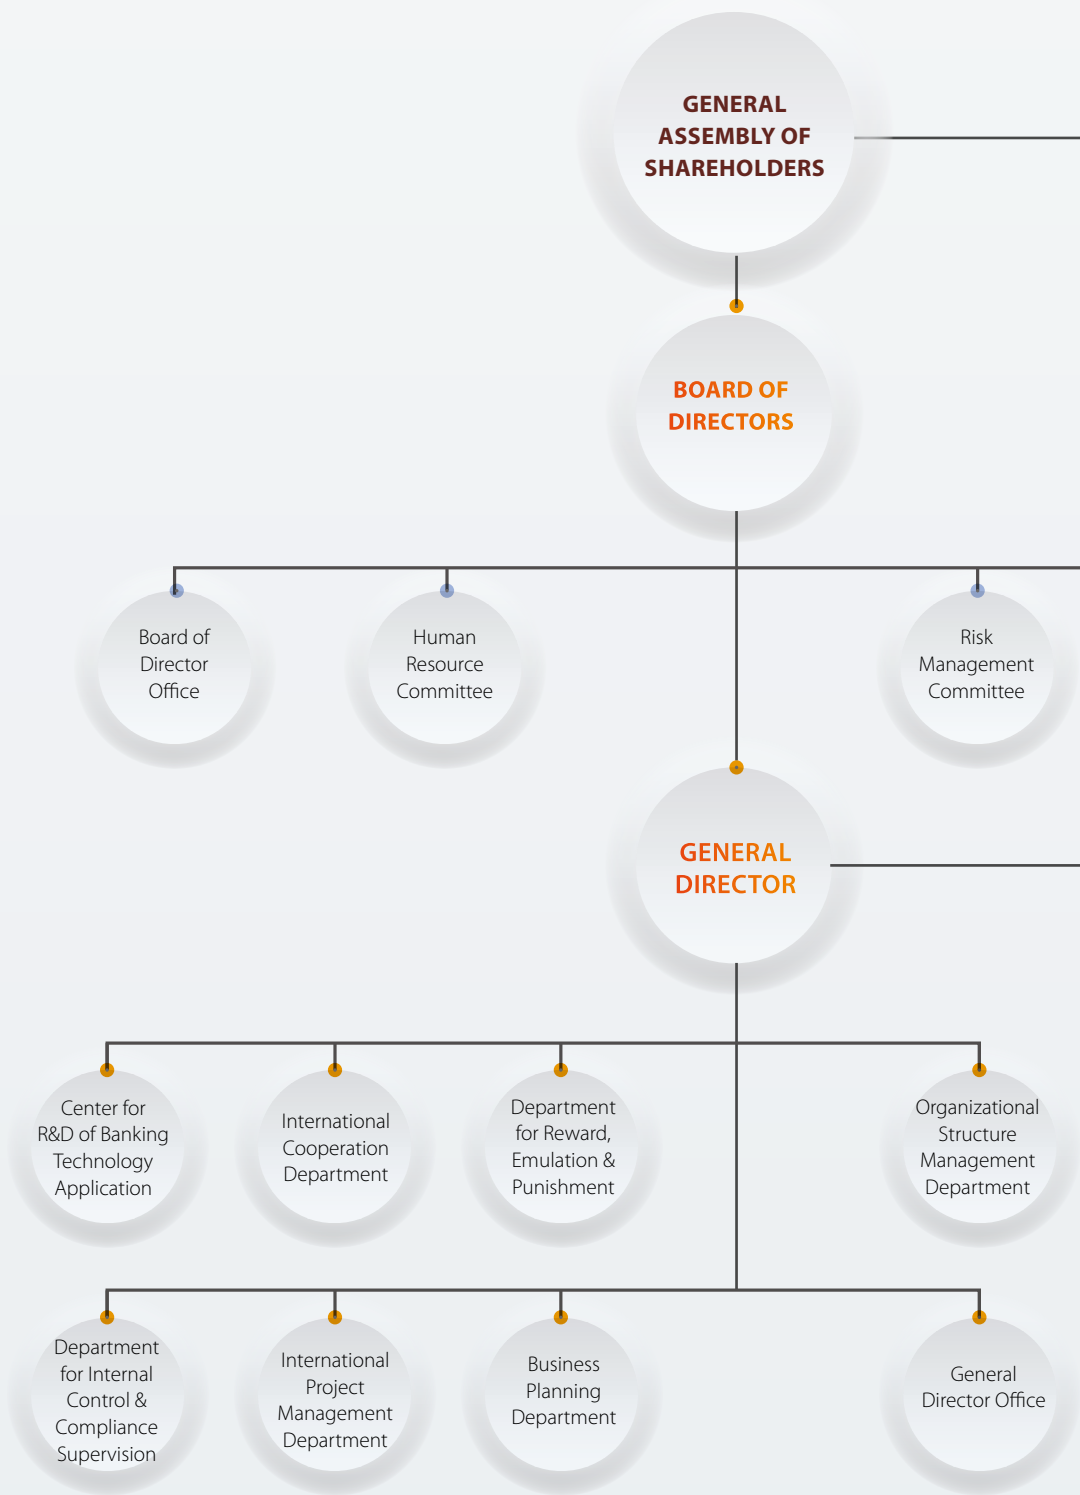 GENERAL
ASSEMBLY OF
SHAREHOLDERS
BOARD OF
DIRECTORS
Board of
Director
Office
Human
Resource
Committee
Risk
Management
Committee
GENERAL
DIRECTOR
Center for
R&D of Banking
Technology
Application
International
Cooperation
Department
Department
for Reward,
Emulation &
Punishment
Organizational
Structure
Management
Department
Department
for Internal
Control &
Compliance
Supervision
International
Project
Management
Department
Business
Planning
Department
General
Director Office